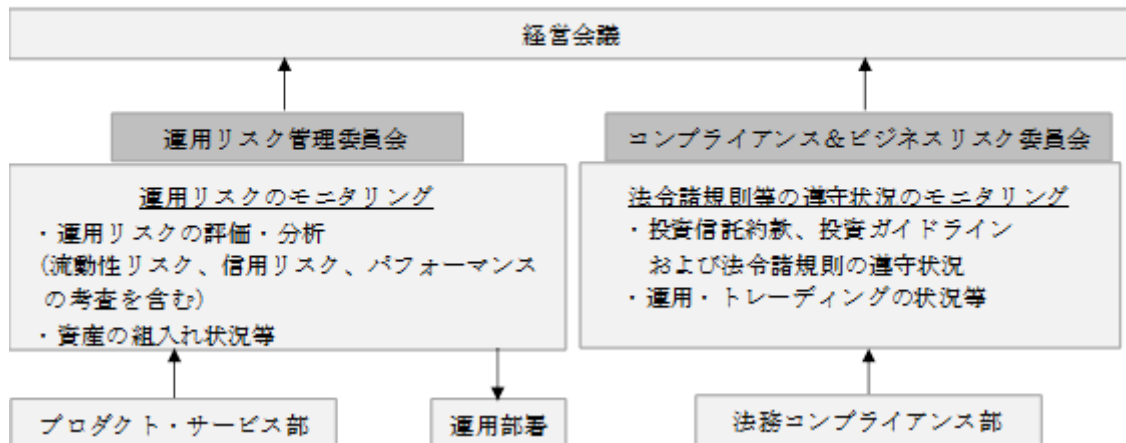 経営会議
運用リスク管理委員会
コンプライアンス＆ビジネスリスク委員会
運用リスクのモニタリング
・運用リスクの評価・分析
(流動性リスク、信用リスク、パフォーマンス
の考査を含む)
・資産の組入れ状況等
法令諸規則等の遵守状況のモニタリング
・投資信託約款、投資ガイドライン
および法令諸規則の遵守状況
・運用・トレーディングの状況等
プロダクト・サービス部
運用部署
法務コンプライアンス部